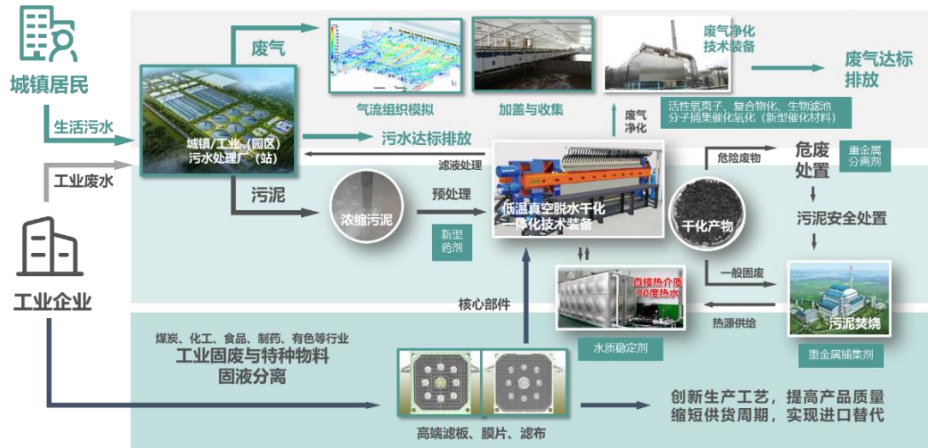 城镇居民
生活污水
工业废水
工业企业
废气
城镇/工业 (园区)
污水处理厂 (站)
气流组织模拟
加盖与收集
废气净化
技术装备
废气达标
排放
活性氧离子、复合物化、生物滤池
分子捕集催化氧化（新型催化材料）
废气
净化
污水达标排放
滤液处理
污泥
浓缩污泥
预处理
新型
药剂
低温真空脱水干化
一体化技术装备
危险废物
干化产物
一般固废
危废
处置
重金属
分离剂
污泥安全处置
核心部件
直接热介质
90度热水
水质稳定剂
热源供给
污泥焚烧
重金属捕集剂
煤炭、化工、食品、制药、有色等行业
工业固废与特种物料
固液分离
高端滤板、膜片、滤布
创新生产工艺，提高产品质量
缩短供货周期，实现进口替代